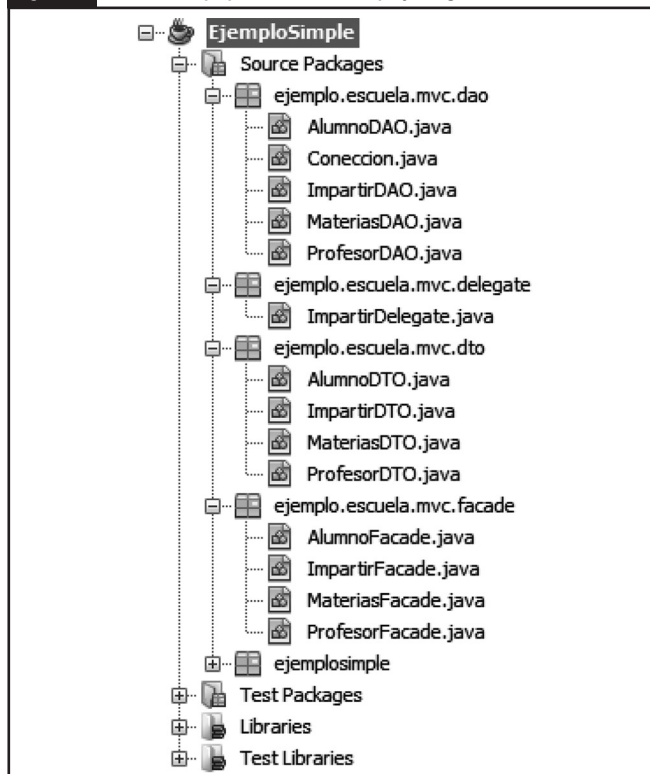 EjemploSimple
Source Packages
ejemplo.escuela.mvc.dao
AlumnoDAO.java
Coneccion.java
ImpartirDAO.java
MateriasDAO.java
ProfesorDAO.java
ejemplo.escuela.mvc.delegate
ImpartirDelegate.java
ejemplo.escuela.mvc.dto
AlumnoDTO.java
ImpartirDTO.java
MateriasDTO.java
ProfesorDTO.java
ejemplo.escuela.mvc.facade
AlumnoFacade.java
ImpartirFacade.java
MateriasFacade.java
ProfesorFacade.java
ejemplosimple
Test Packages
Libraries
Test Libraries